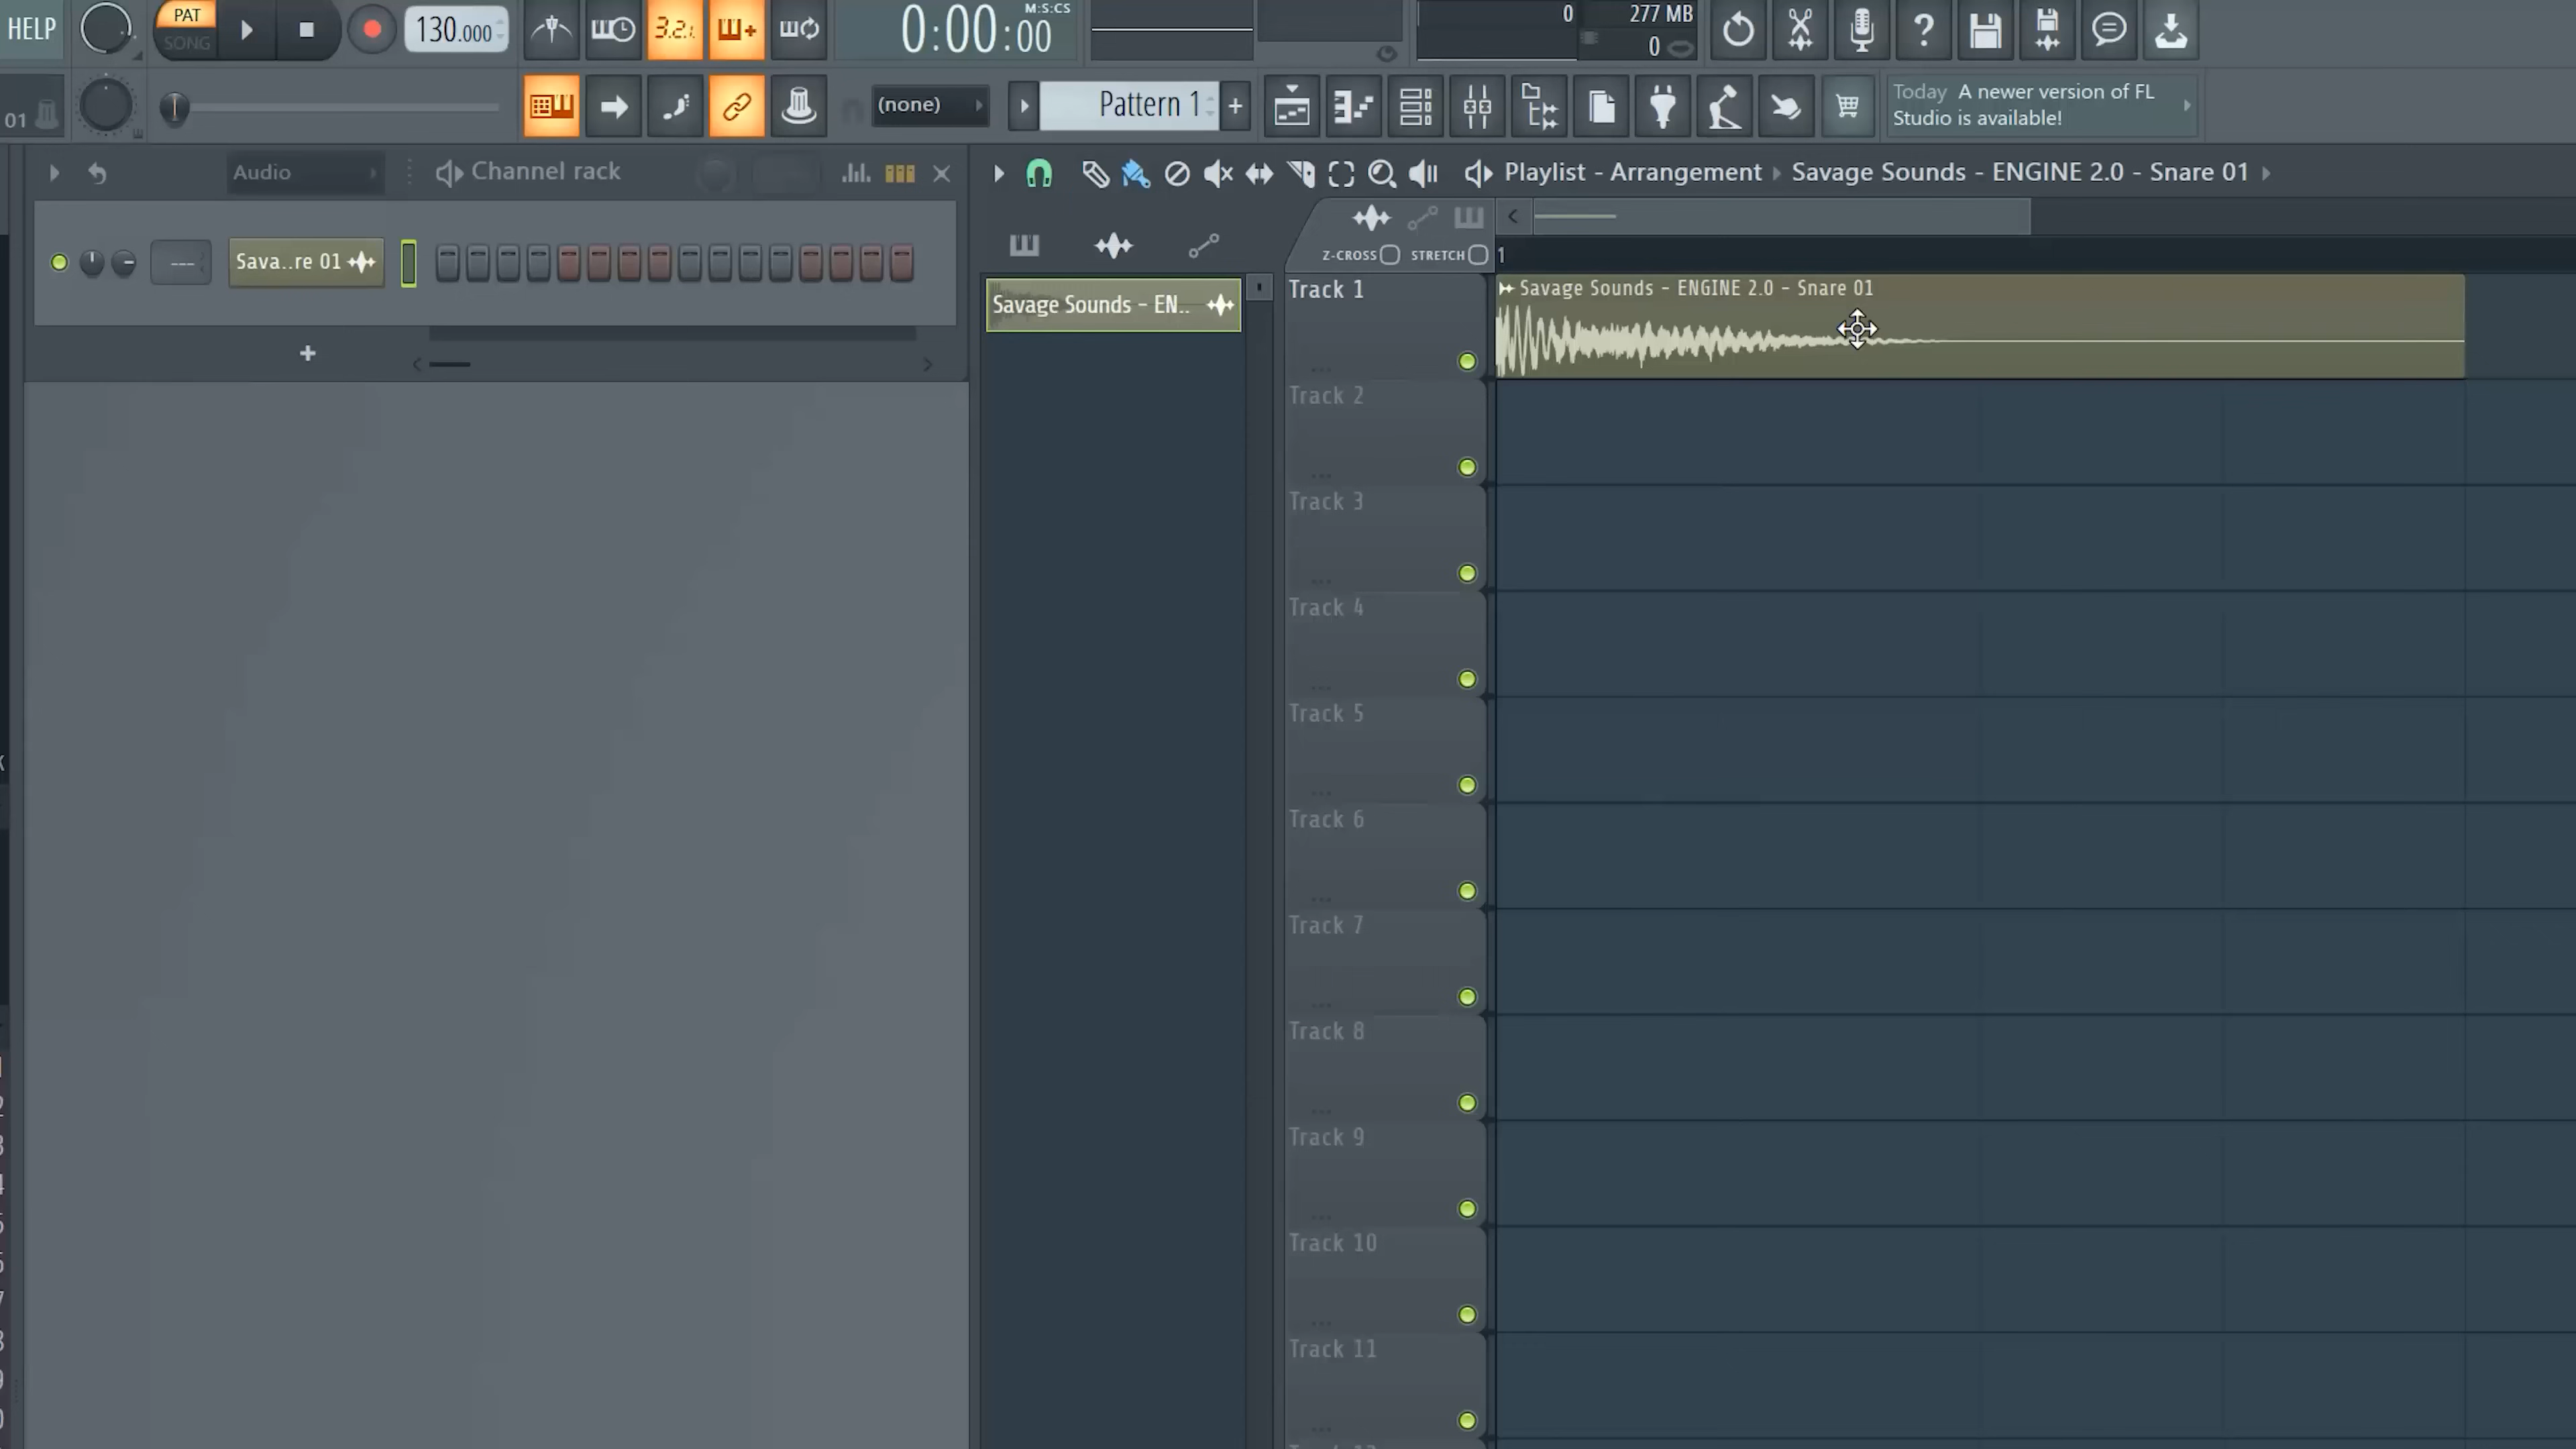 HELP
PAT
SONG
130.000
3.2.
0:00:00
M:S:CS
0
277 MB
0
01
(none)
Pattern 1
Today A newer version of FL
Studio is available!
Audio
Channel rack
Playlist - Arrangement
Savage Sounds - ENGINE 2.0 - Snare 01
Z-CROSS
STRETCH
1
---
Sava..re 01
Savage Sounds - EN..
Track 1
Savage Sounds - ENGINE 2.0 - Snare 01
Track 2
Track 3
Track 4
Track 5
Track 6
Track 7
Track 8
Track 9
Track 10
Track 11